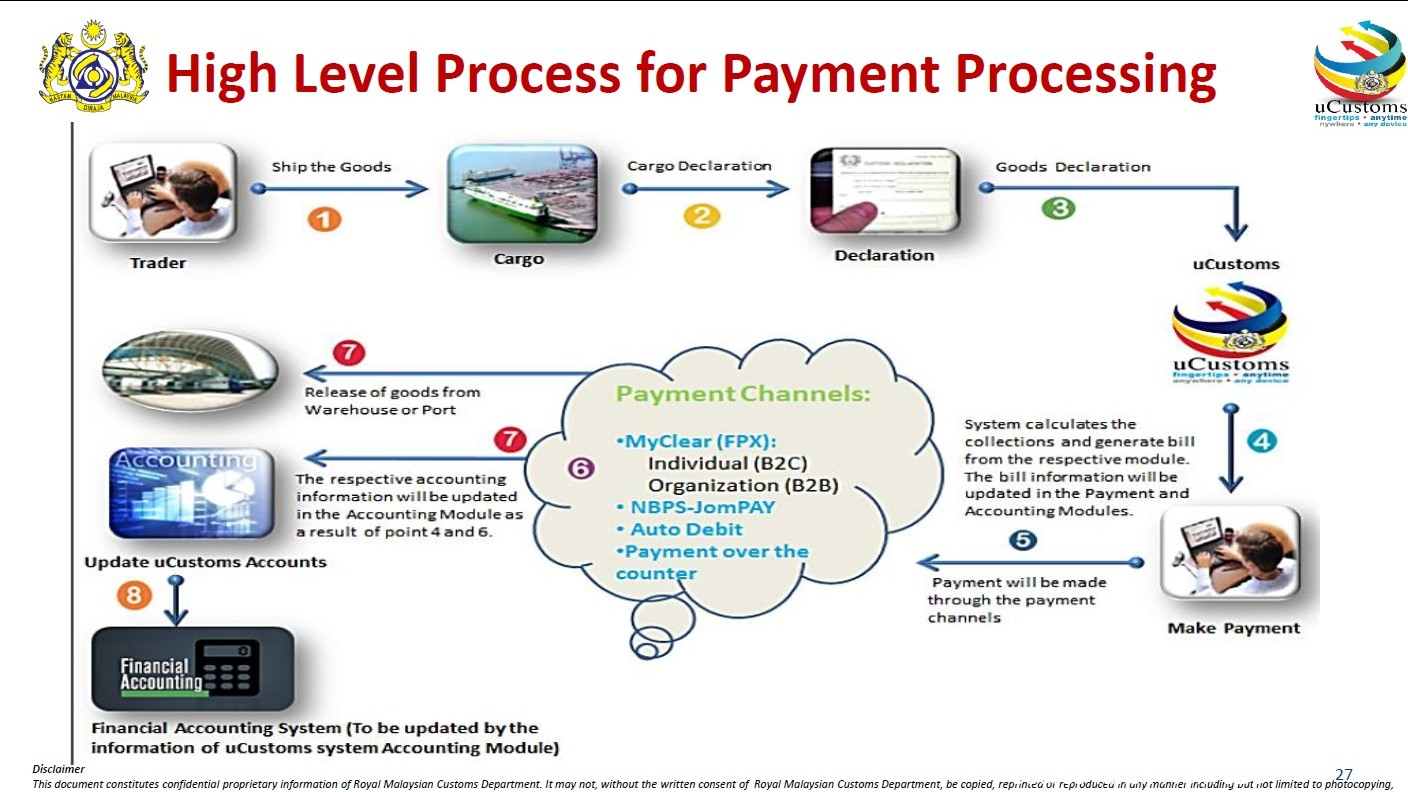 High Level Process for Payment Processing
KASTAM DIRAJA MALAYSIA
uCustoms
fingertips • anytime
nywhere • any device
Ship the Goods
1
Cargo Declaration
2
Goods Declaration
3
Trader
Cargo
Declaration
uCustoms
uCustoms
fingertips • anytime
anywhere • any device
7
Release of goods from
Warehouse or Port
7
The respective accounting
information will be updated
in the Accounting Module as
a result of point 4 and 6.
Accounting
Update uCustoms Accounts
6
Payment Channels:
•MyClear (FPX):
Individual (B2C)
Organization (B2B)
• NBPS-JomPAY
• Auto Debit
•Payment over the
counter
System calculates the
collections and generate bill
from the respective module.
The bill information will be
updated in the Payment and
Accounting Modules.
4
5
Payment will be made
through the payment
channels
Make Payment
8
Financial
Accounting
Financial Accounting System (To be updated by the
information of uCustoms system Accounting Module)
27
Disclaimer
This document constitutes confidential proprietary information of Royal Malaysian Customs Department. It may not, without the written consent of Royal Malaysian Customs Department, be copied, reprinted or reproduced in any manner including but not limited to photocopying,